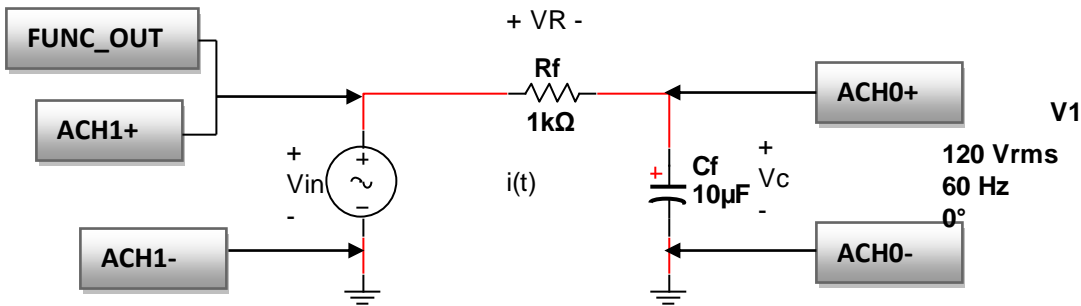 + VR -
FUNC_OUT
Rf
1kΩ
ACH0+
V1
ACH1+
+
Vin
-
+
−
i(t)
+
Cf
10µF
+
Vc
-
120 Vrms
60 Hz
0°
ACH1-
ACH0-